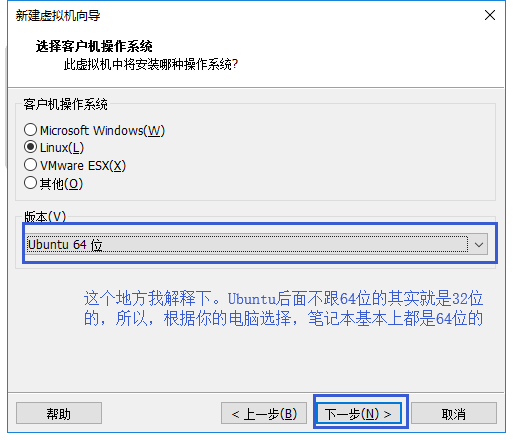 新建虚拟机向导
选择客户机操作系统
此虚拟机中将安装哪种操作系统?
客户机操作系统
Microsoft Windows(W)
Linux(L)
VMware ESX(X)
其他(O)
版本(V)
Ubuntu 64 位
这个地方我解释下。Ubuntu后面不跟64位的其实就是32位
的，所以，根据你的电脑选择，笔记本基本上都是64位的
帮助 < 上一步(B) 下一步(N) > 取消